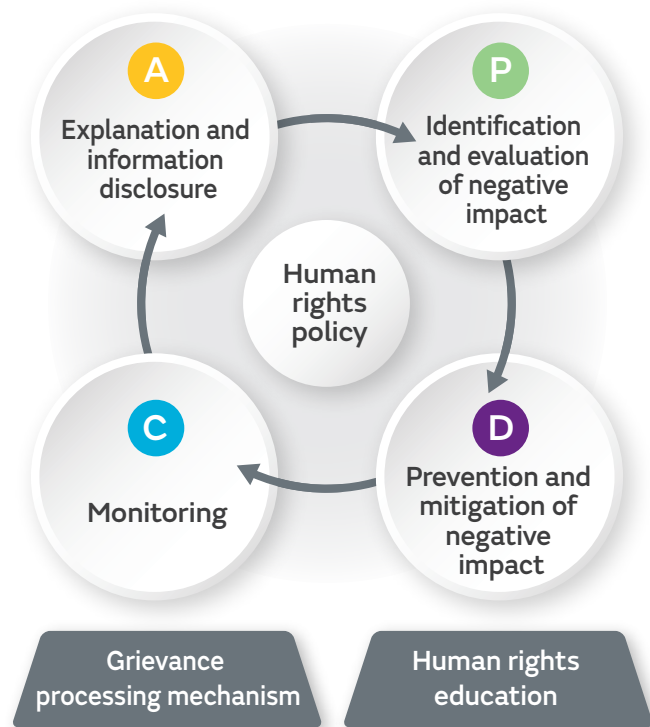 A
Explanation and
information
disclosure
P
Identification
and evaluation
of negative
impact
Human
rights
policy
C
Monitoring
D
Prevention and
mitigation of
negative
impact
Grievance
processing mechanism
Human rights
education